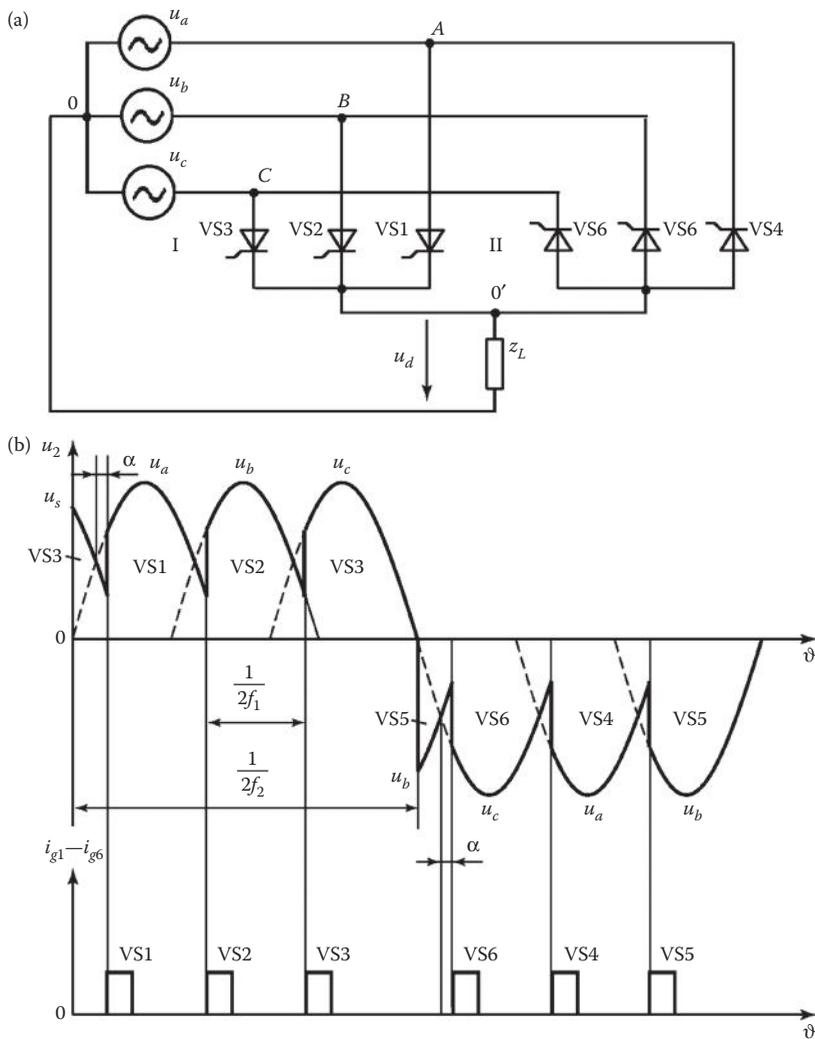 (a)
u_a
A
u_b
0
B
u_c
C
VS3 VS2 VS1 VS6 VS6 VS4
I II
0′
u_d z_L
(b)
u_2 α u_a u_b u_c
u_s
VS3 VS1 VS2 VS3
0
ϑ
1/2f_1
VS5 VS6 VS4 VS5
1/2f_2
u_b
u_c u_a u_b
i_g1—i_g6 α
VS1 VS2 VS3 VS6 VS4 VS5
0
ϑ